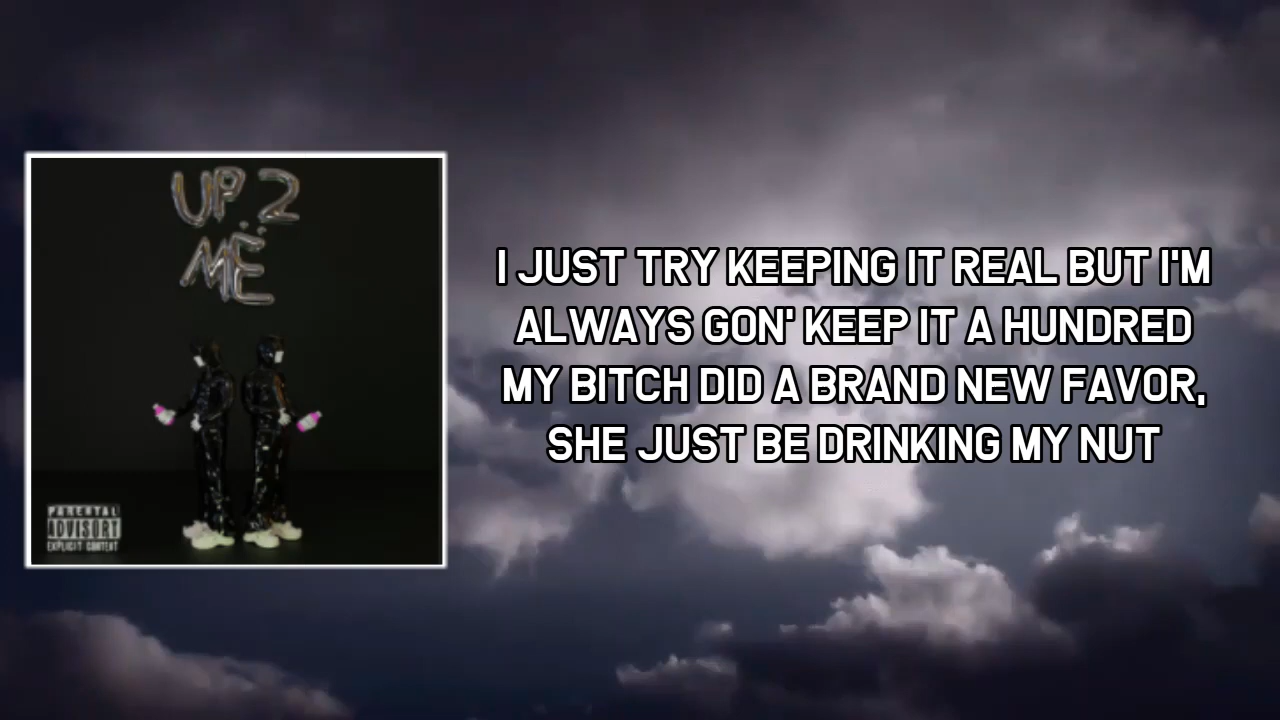 UP 2
MË
PARENTAL
ADVISORY
EXPLICIT CONTENT
I JUST TRY KEEPING IT REAL BUT I'M
ALWAYS GON' KEEP IT A HUNDRED
MY BITCH DID A BRAND NEW FAVOR,
SHE JUST BE DRINKING MY NUT